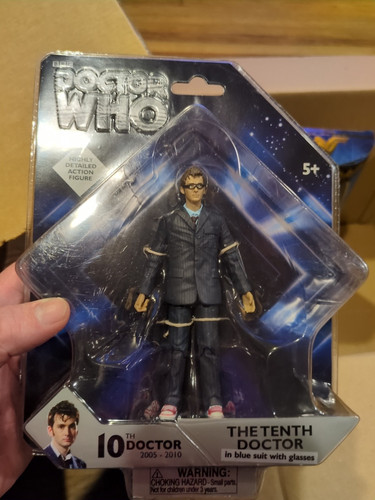 BBC
DOCTOR
WHO
HIGHLY
DETAILED
ACTION
FIGURE
5+
10TH DOCTOR
2005 - 2010
THE TENTH
DOCTOR
in blue suit with glasses
WARNING:
CHOKING HAZARD - Small parts.
Not for children under 3 years.